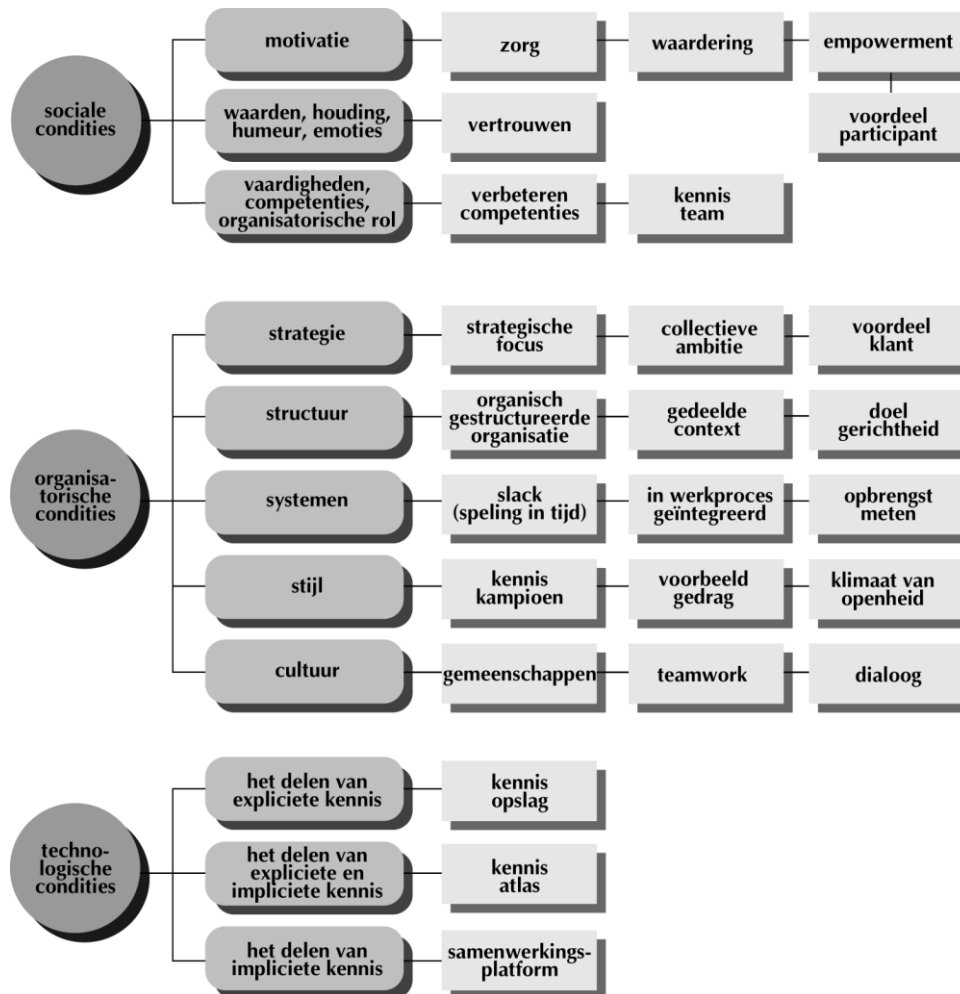 sociale
condities
motivatie
zorg
waardering
empowerment
voordeel
participant
waarden, houding,
humeur, emoties
vertrouwen
vaardigheden,
competenties,
organisatorische rol
verbeteren
competenties
kennis
team
organisa-
torische
condities
strategie
strategische
focus
collectieve
ambitie
voordeel
klant
structuur
organisch
gestructureerde
organisatie
gedeelde
context
doel
gerichtheid
systemen
slack
(speling in tijd)
in werkproces
geïntegreerd
opbrengst
meten
stijl
kennis
kampioen
voorbeeld
gedrag
klimaat van
openheid
cultuur
gemeenschappen
teamwork
dialoog
techno-
logische
condities
het delen van
expliciete kennis
kennis
opslag
het delen van
expliciete en
impliciete kennis
kennis
atlas
het delen van
impliciete kennis
samenwerkings-
platform